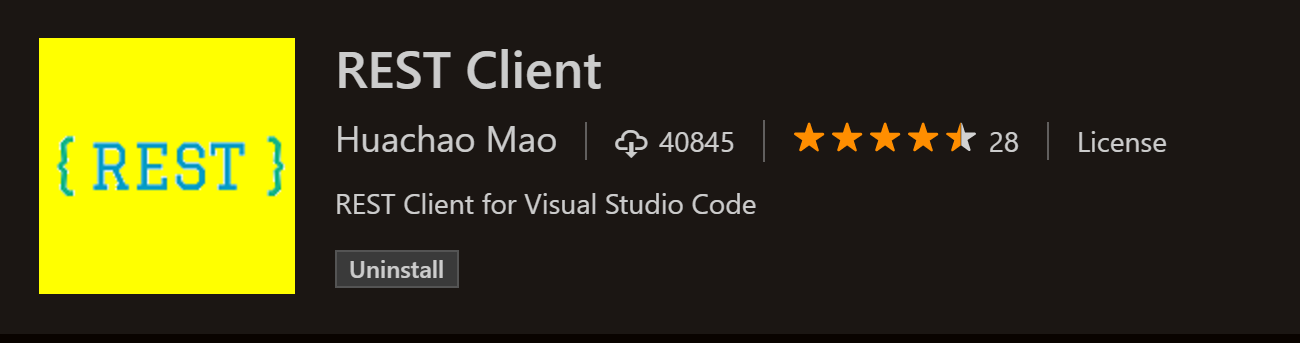 { REST }
REST Client
Huachao Mao | 40845 | 28 | License
REST Client for Visual Studio Code
Uninstall